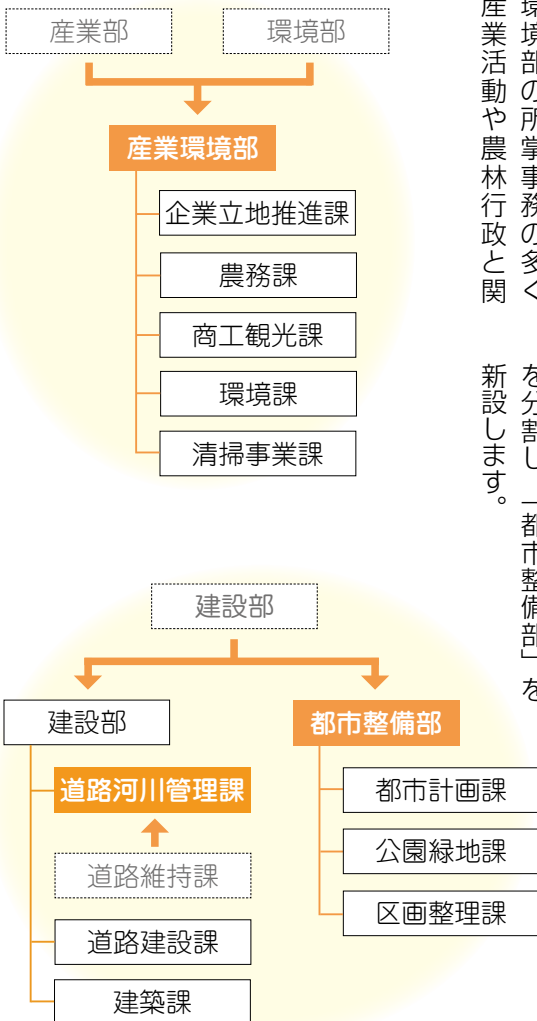 環境部の所掌事務の多く
産業活動や農林行政と関
を分割し、「都市整備部」を
新設します。
産業部
環境部
産業環境部
企業立地推進課
農務課
商工観光課
環境課
清掃事業課
建設部
建設部
都市整備部
道路河川管理課
道路維持課
道路建設課
建築課
都市計画課
公園緑地課
区画整理課